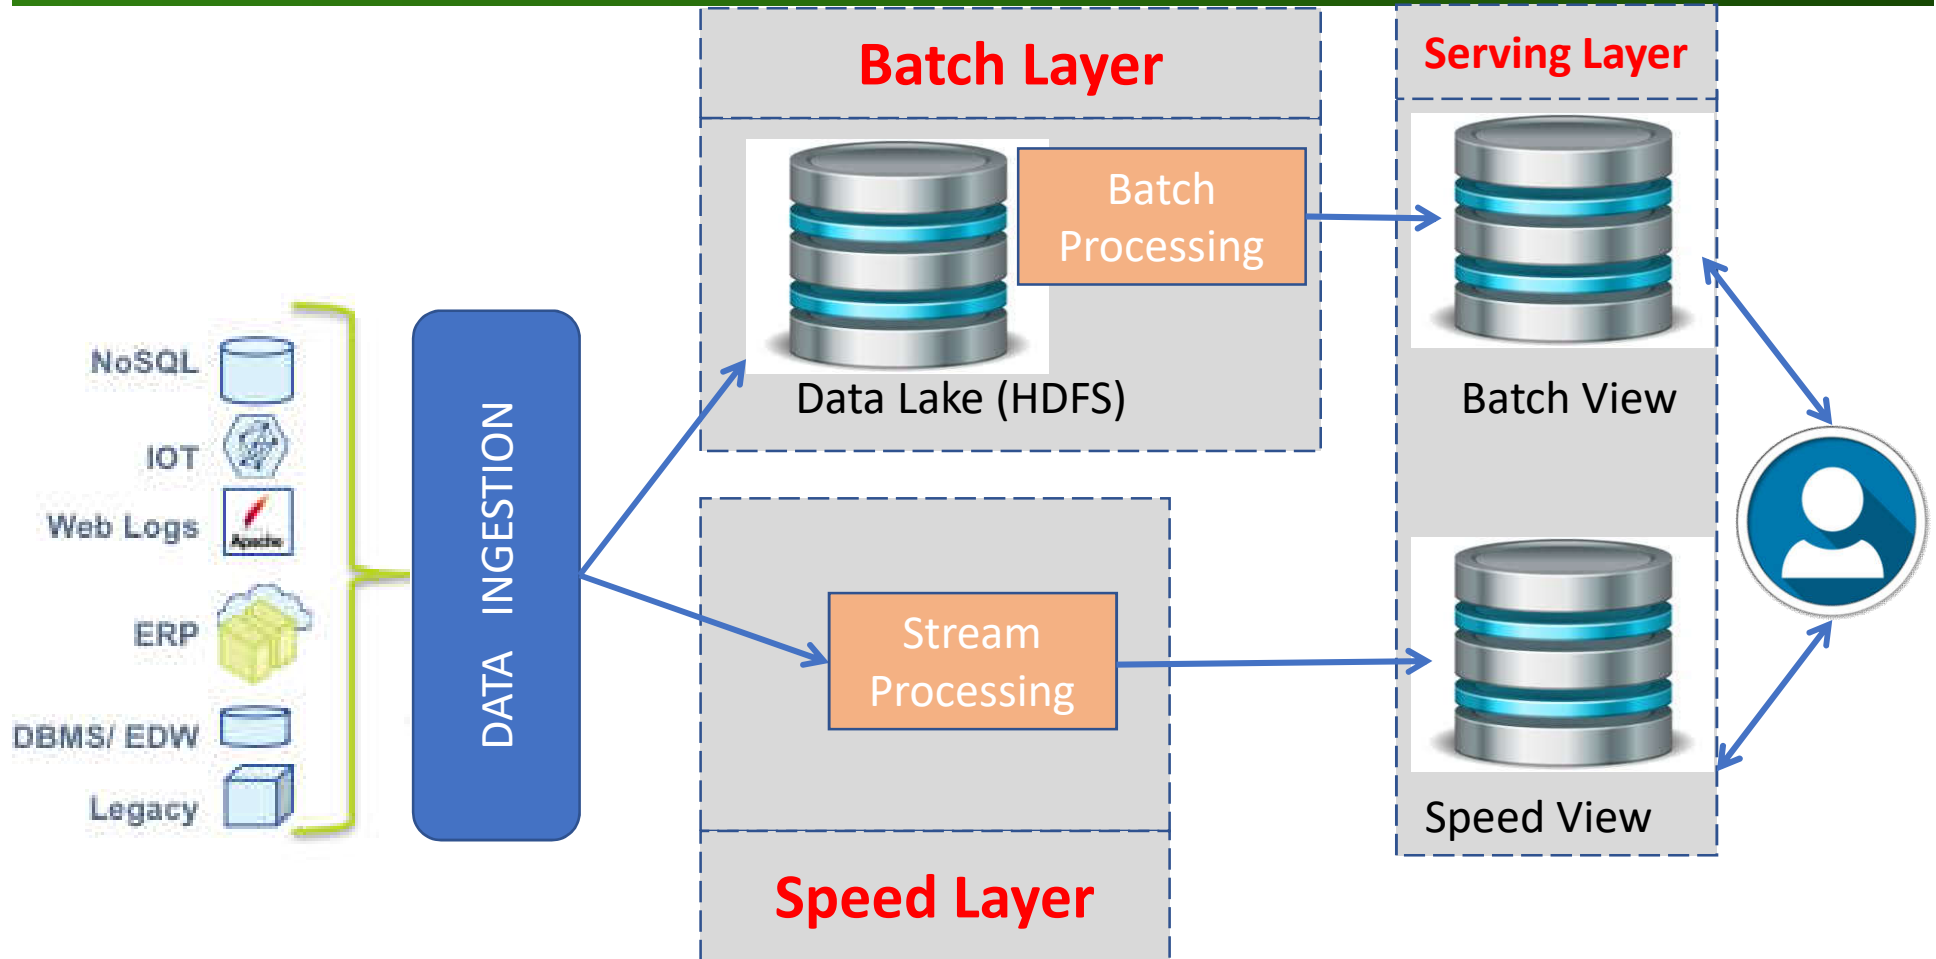 Batch Layer
Serving Layer
Batch
Processing
Data Lake (HDFS)
Batch View
NoSQL
IOT
Web Logs
Apache
ERP
DBMS/ EDW
Legacy
DATA INGESTION
Stream
Processing
Speed View
Speed Layer